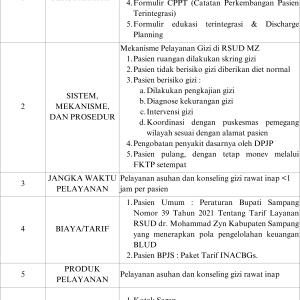 4. Formulir CPPT (Catatan Perkembangan Pasien
Terintegrasi)
5. Formulir edukasi terintegrasi & Discharge
Planning
2
SISTEM,
MEKANISME,
DAN PROSEDUR
Mekanisme Pelayanan Gizi di RSUD MZ
1. Pasien ruangan dilakukan skring gizi
2. Pasien tidak berisiko gizi diberikan diet normal
3. Pasien berisiko gizi :
a. Dilakukan pengkajian gizi
b. Diagnose kekurangan gizi
c. Intervensi gizi
d. Koordinasi dengan puskesmas pemegang
wilayah sesuai dengan alamat pasien
4. Pengobatan penyakit dasarnya oleh DPJP
5. Pasien pulang, dengan tetap monev melalui
FKTP setempat
3
JANGKA WAKTU
PELAYANAN
Pelayanan asuhan dan konseling gizi rawat inap <1
jam per pasien
4
BIAYA/TARIF
1. Pasien Umum : Peraturan Bupati Sampang
Nomor 39 Tahun 2021 Tentang Tarif Layanan
RSUD dr. Mohammad Zyn Kabupaten Sampang
yang menerapkan pola pengelolahan keuangan
BLUD
2. Pasien BPJS : Paket Tarif INACBGs.
5
PRODUK
PELAYANAN
Pelayanan asuhan dan konseling gizi rawat inap
1. Kotak Saran